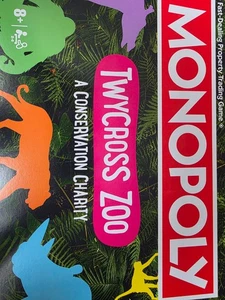 Fast-Dealing Property Trading Game
MONOPOLY
TWYCROSS ZOO
A CONSERVATION CHARITY
8+